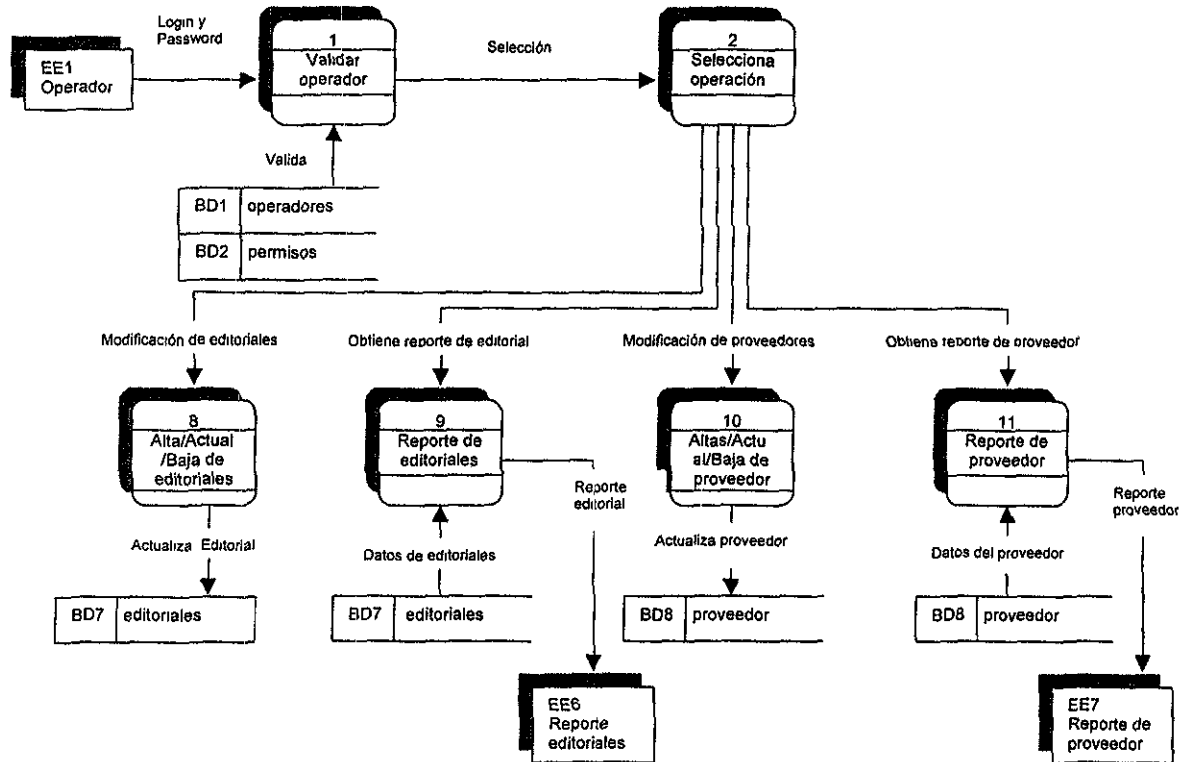 Login y
Password
EE1
Operador
1
Validar
operador
Selección
2
Selecciona
operación
Valida
BD1 operadores
BD2 permisos
Modificación de editoriales
Obtiene reporte de editorial
Modificación de proveedores
Obtiene reporte de proveedor
8
Alta/Actual
/Baja de
editoriales
9
Reporte de
editoriales
10
Altas/Actu
al/Baja de
proveedor
11
Reporte de
proveedor
Reporte
editorial
Reporte
proveedor
Actualiza Editorial
Datos de editoriales
Actualiza proveedor
Datos del proveedor
BD7 editoriales
BD7 editoriales
BD8 proveedor
BD8 proveedor
EE6
Reporte
editoriales
EE7
Reporte de
proveedor